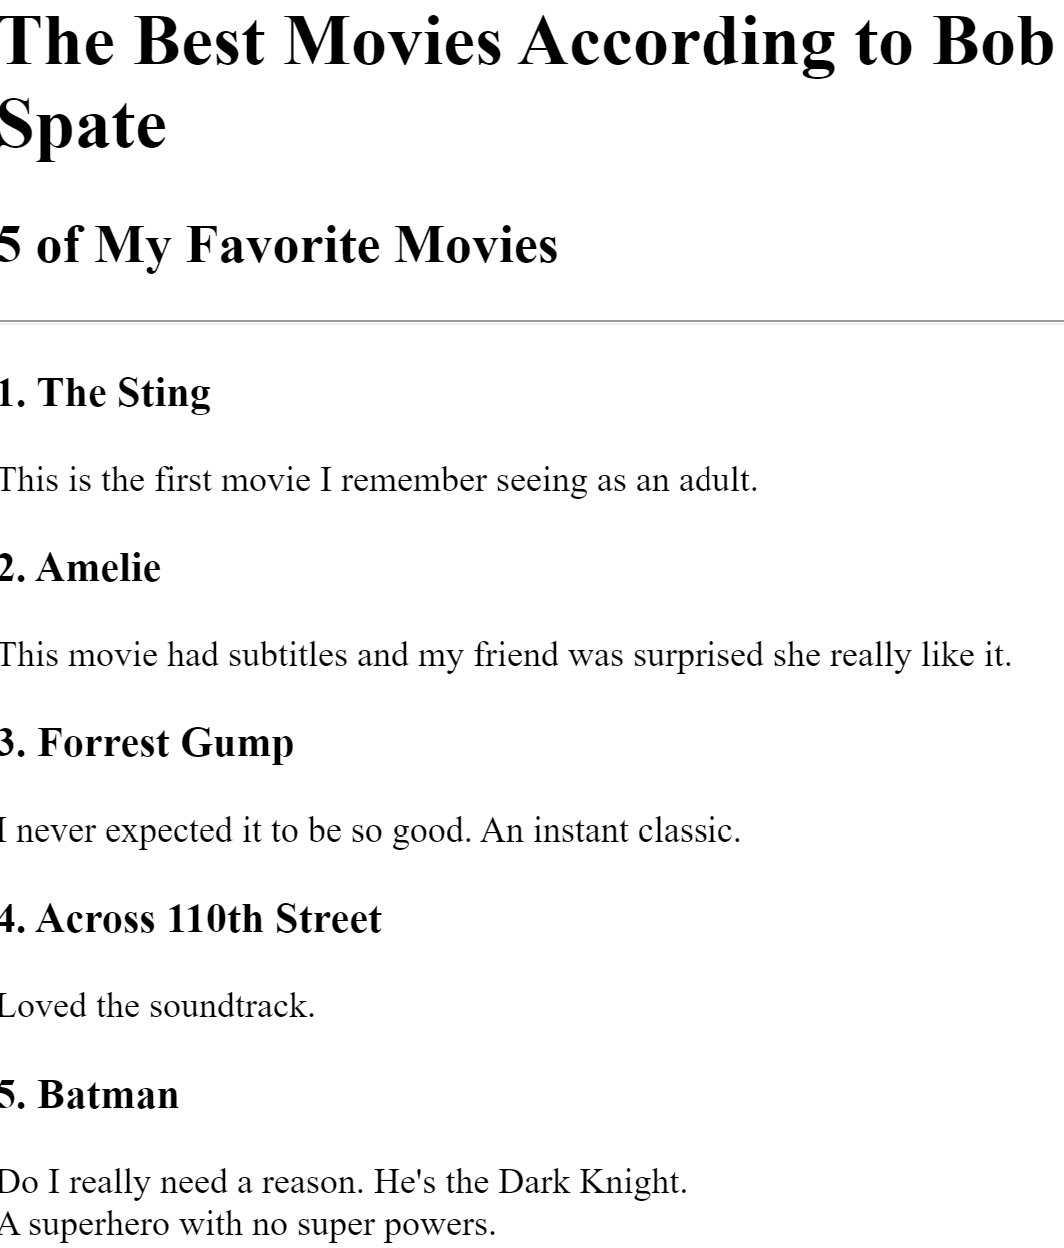 The Best Movies According to Bob
Spate
5 of My Favorite Movies
1. The Sting
This is the first movie I remember seeing as an adult.
2. Amelie
This movie had subtitles and my friend was surprised she really like it.
3. Forrest Gump
I never expected it to be so good. An instant classic.
4. Across 110th Street
Loved the soundtrack.
5. Batman
Do I really need a reason. He's the Dark Knight.
A superhero with no super powers.